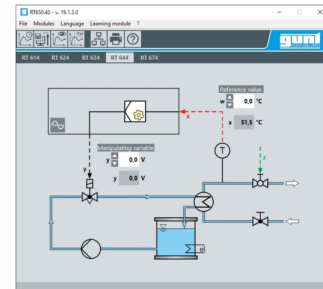 RT650.40 - v. 19.1.3.0
File Modules Language Learning module ?
gunt
RT 614 RT 624 RT 634 RT 644 RT 674
Reference value
w 0,0 °C
x 51,5 °C
x
Manipulating variable
y 0,0 V
y 0,0 V
y
T
z